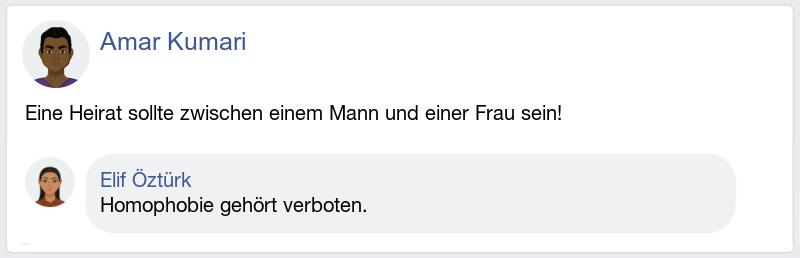 Amar Kumari
Eine Heirat sollte zwischen einem Mann und einer Frau sein!
Elif Öztürk
Homophobie gehört verboten.